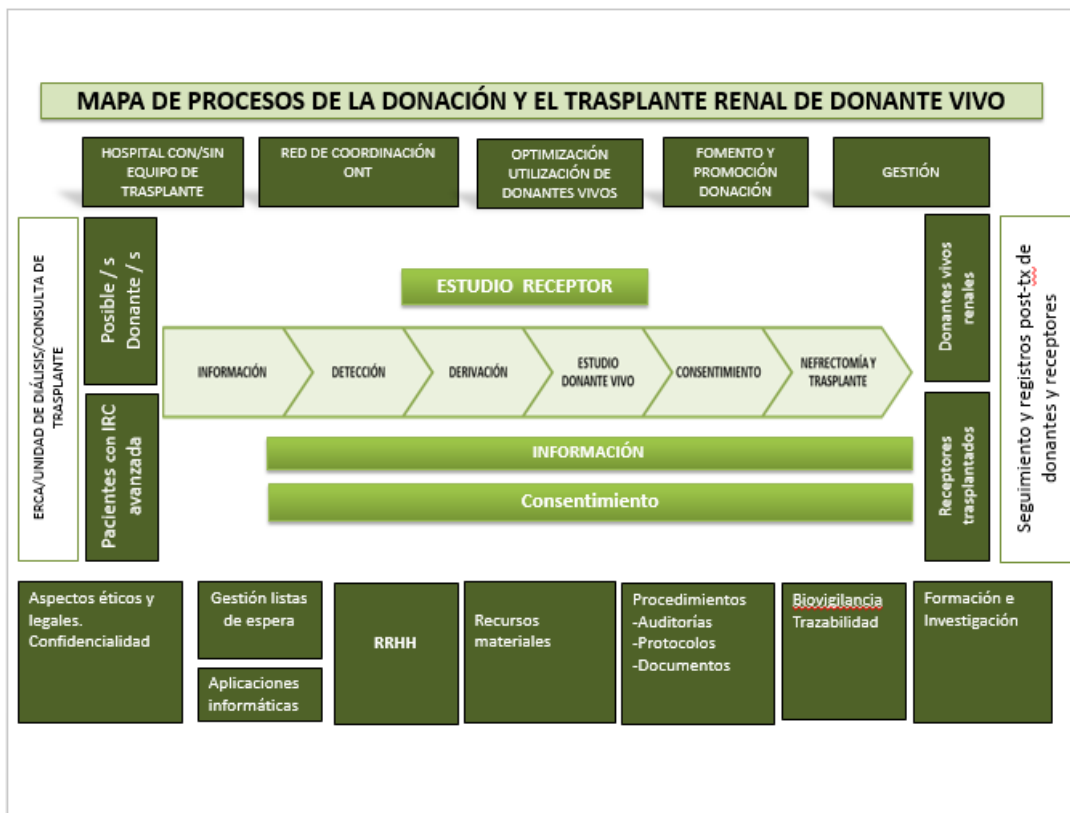 MAPA DE PROCESOS DE LA DONACIÓN Y EL TRASPLANTE RENAL DE DONANTE VIVO
HOSPITAL CON/SIN
EQUIPO DE
TRASPLANTE
RED DE COORDINACIÓN
ONT
OPTIMIZACIÓN
UTILIZACIÓN DE
DONANTES VIVOS
FOMENTO Y
PROMOCIÓN
DONACIÓN
GESTIÓN
ERCA/UNIDAD DE DIÁLISIS/CONSULTA DE
TRASPLANTE
Posible / s
Donante / s
Pacientes con IRC
avanzada
ESTUDIO RECEPTOR
INFORMACIÓN
DETECCIÓN
DERIVACIÓN
ESTUDIO
DONANTE VIVO
CONSENTIMIENTO
NEFRECTOMÍA Y
TRASPLANTE
INFORMACIÓN
Consentimiento
Donantes vivos
renales
Receptores
trasplantados
Seguimiento y registros post-tx de
donantes y receptores
Aspectos éticos y
legales.
Confidencialidad
Gestión listas
de espera
Aplicaciones
informáticas
RRHH
Recursos
materiales
Procedimientos
-Auditorías
-Protocolos
-Documentos
Biovigilancia
Trazabilidad
Formación e
Investigación